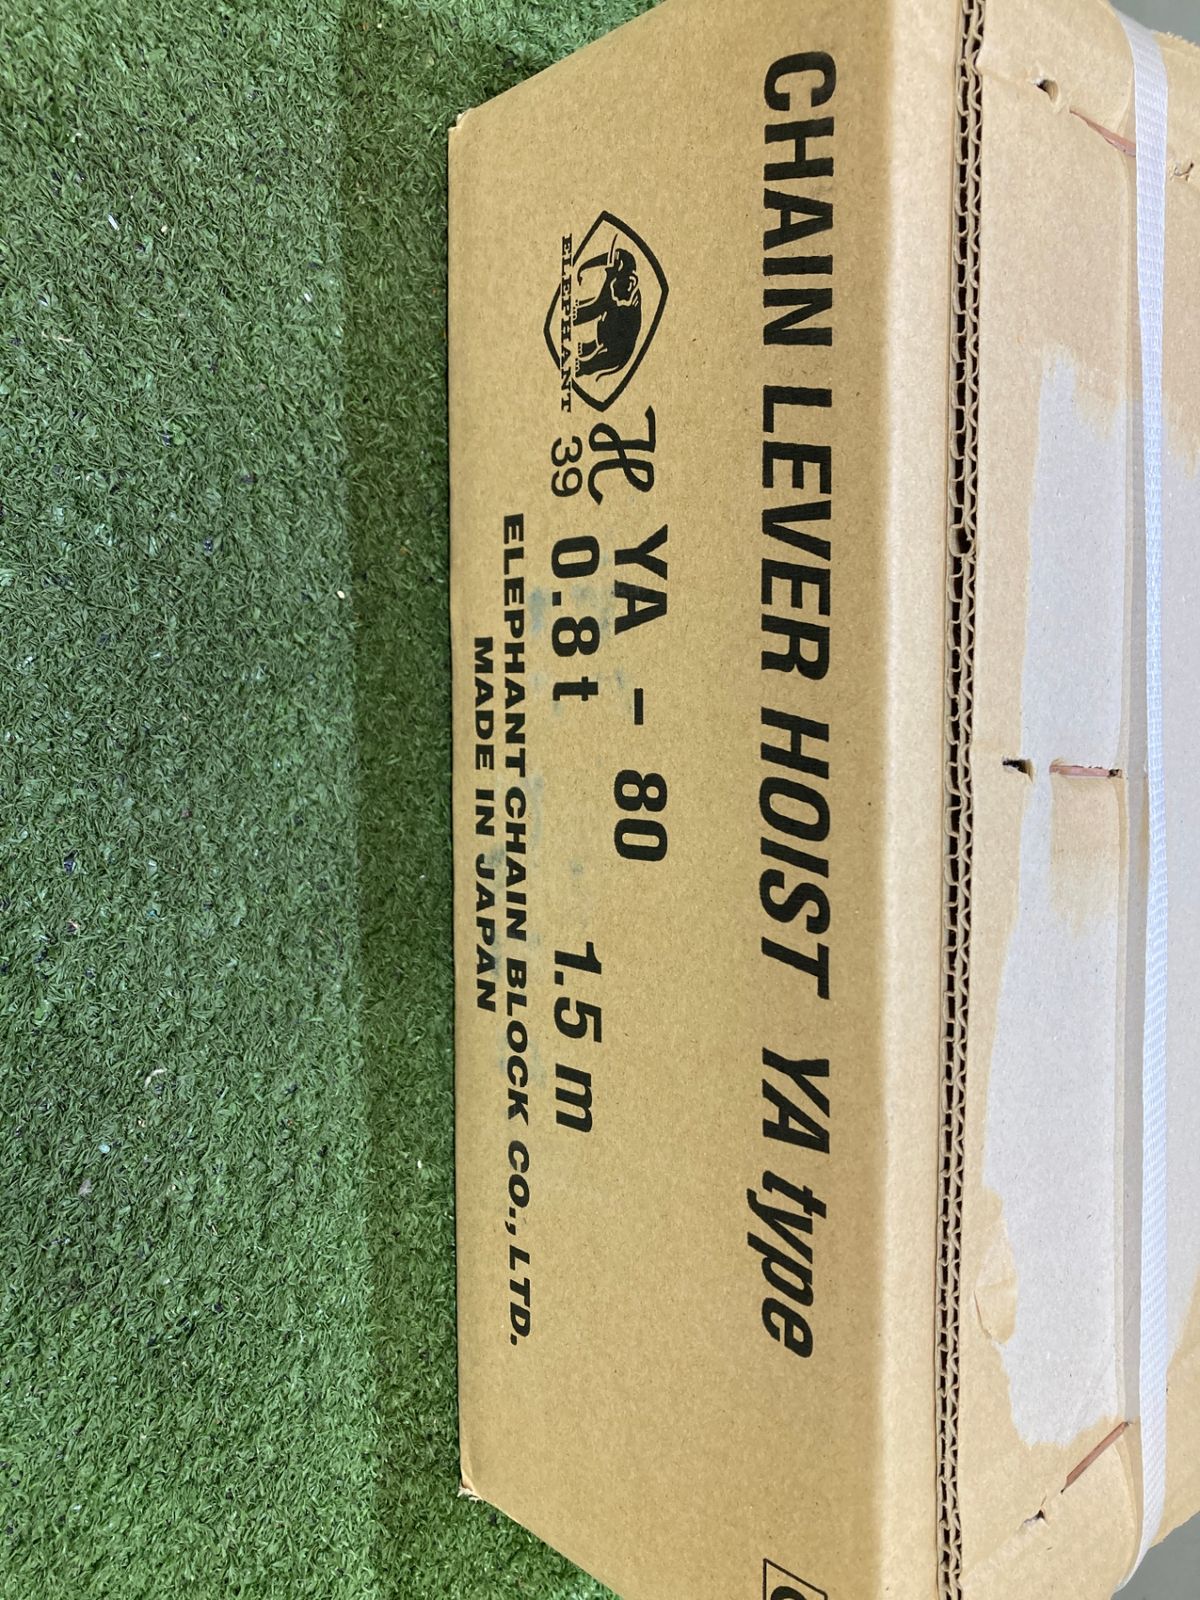 CHAIN LEVER HOIST YA type
ELEPHANT
H YA - 80
39 0.8t 1.5m
ELEPHANT CHAIN BLOCK CO., LTD.
MADE IN JAPAN